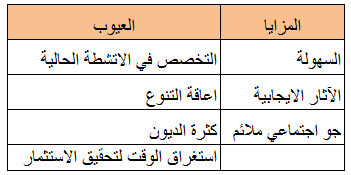 المزايا العيوب
السهولة التخصص في الاتشطة الحالية
الآثار الايجابية اعاقة التنوع
جو اجتماعي ملائم كثرة الديون
استغراق الوقت لتحقيق الاستثمار